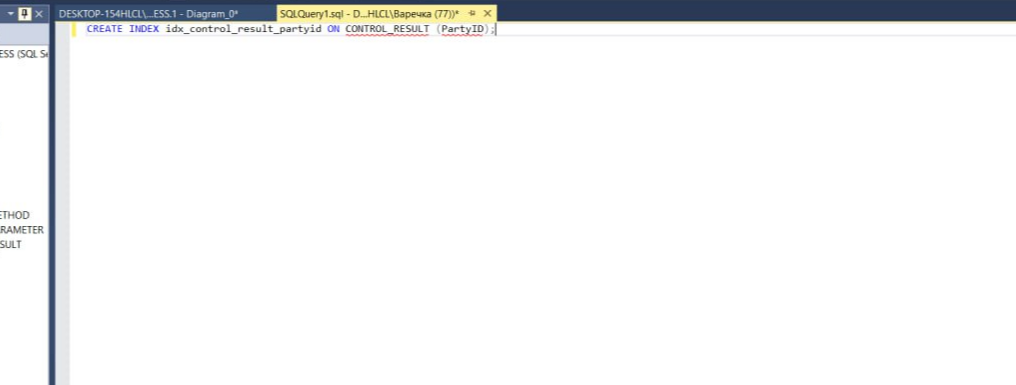 DESKTOP-154HLCL\...ESS.1 - Diagram_0*
SQLQuery1.sql - D...HLCL\Варечка (77))*
CREATE INDEX idx_control_result_partyid ON CONTROL_RESULT (PartyID);
ESS (SQL Se
ETHOD
RAMETER
SULT